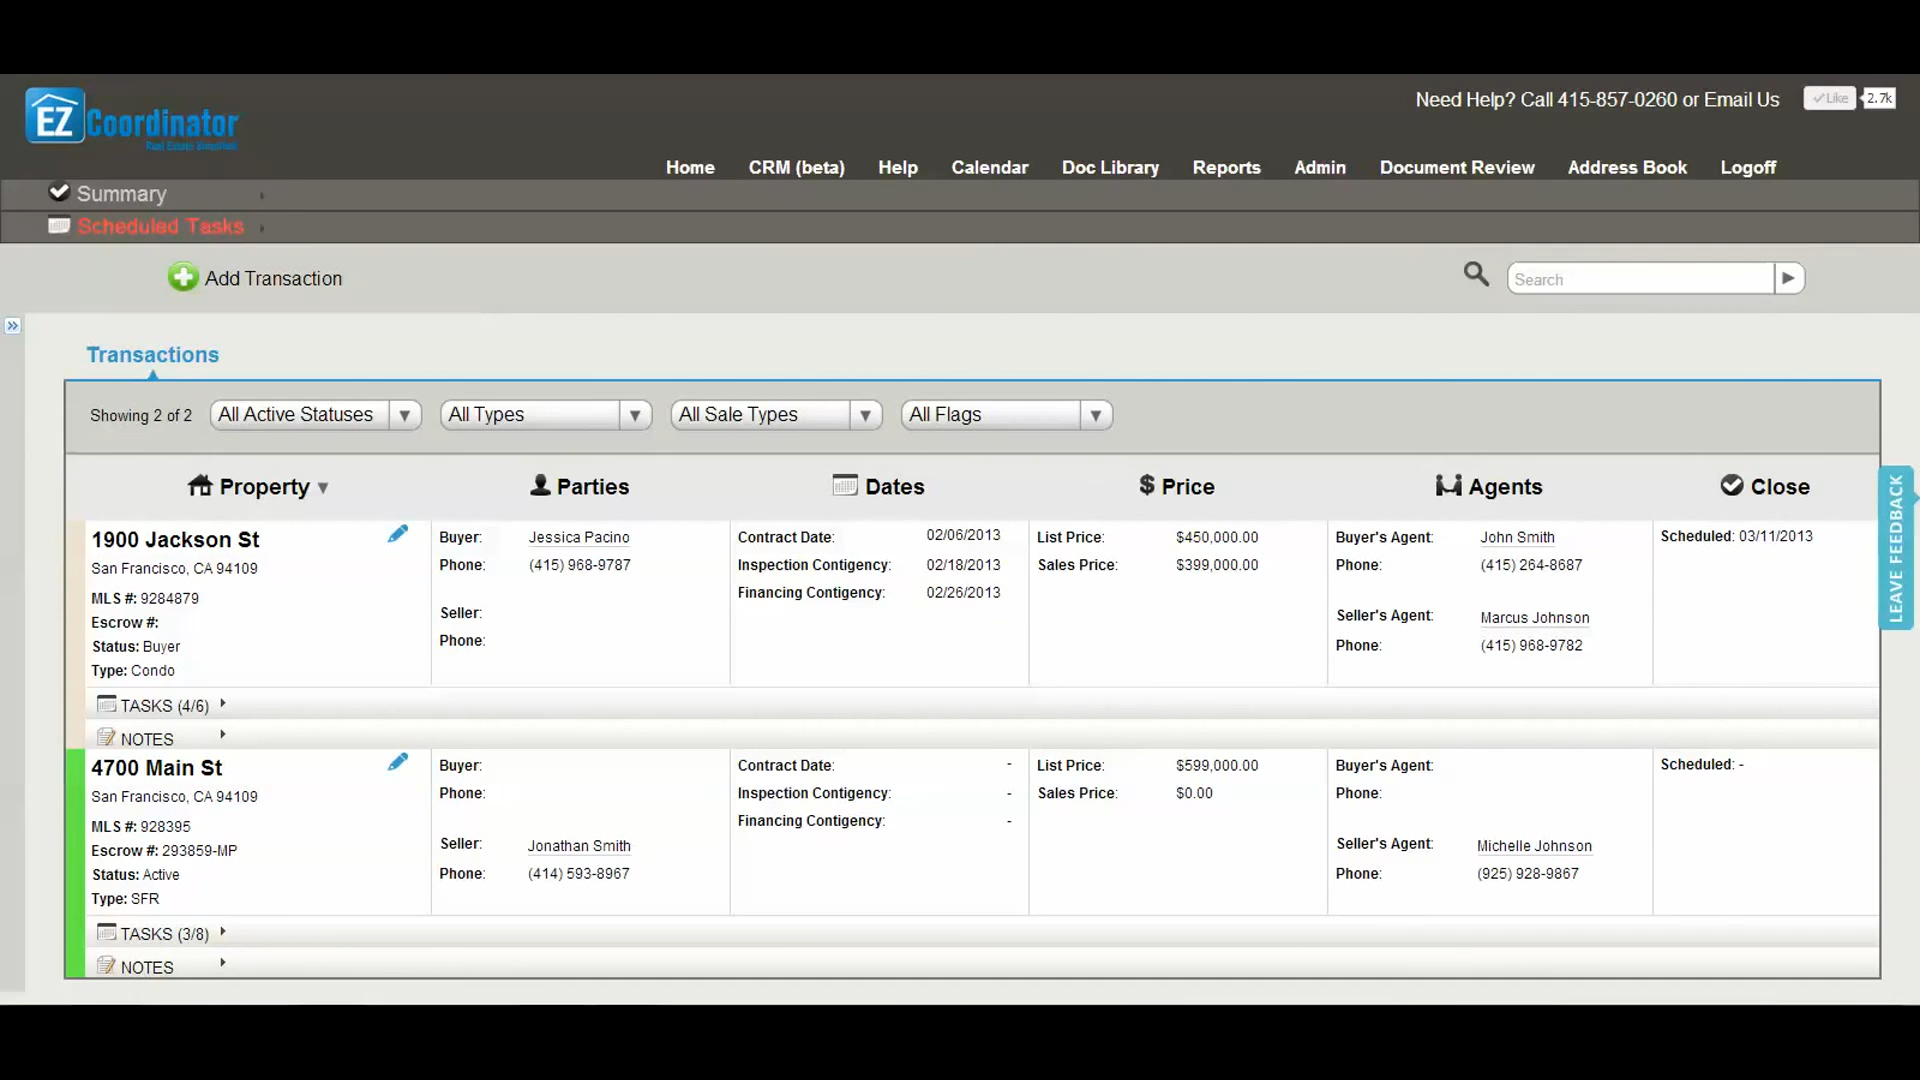 EZ Coordinator
Real Estate Simplified
Need Help? Call 415-857-0260 or Email Us
Like 2.7k
Home CRM (beta) Help Calendar Doc Library Reports Admin Document Review Address Book Logoff
Summary
Scheduled Tasks
Add Transaction
Search
Transactions
Showing 2 of 2 All Active Statuses All Types All Sale Types All Flags
Property Parties Dates $ Price Agents Close
1900 Jackson St
San Francisco, CA 94109
MLS #: 9284879
Escrow #:
Status: Buyer
Type: Condo
Buyer: Jessica Pacino
Phone: (415) 968-9787
Seller:
Phone:
Contract Date: 02/06/2013
Inspection Contigency: 02/18/2013
Financing Contigency: 02/26/2013
List Price: $450,000.00
Sales Price: $399,000.00
Buyer's Agent: John Smith
Phone: (415) 264-8687
Seller's Agent: Marcus Johnson
Phone: (415) 968-9782
Scheduled: 03/11/2013
TASKS (4/6)
NOTES
4700 Main St
San Francisco, CA 94109
MLS #: 928395
Escrow #: 293859-MP
Status: Active
Type: SFR
Buyer:
Phone:
Seller: Jonathan Smith
Phone: (414) 593-8967
Contract Date: -
Inspection Contigency: -
Financing Contigency: -
List Price: $599,000.00
Sales Price: $0.00
Buyer's Agent:
Phone:
Seller's Agent: Michelle Johnson
Phone: (925) 928-9867
Scheduled: -
TASKS (3/8)
NOTES
LEAVE FEEDBACK